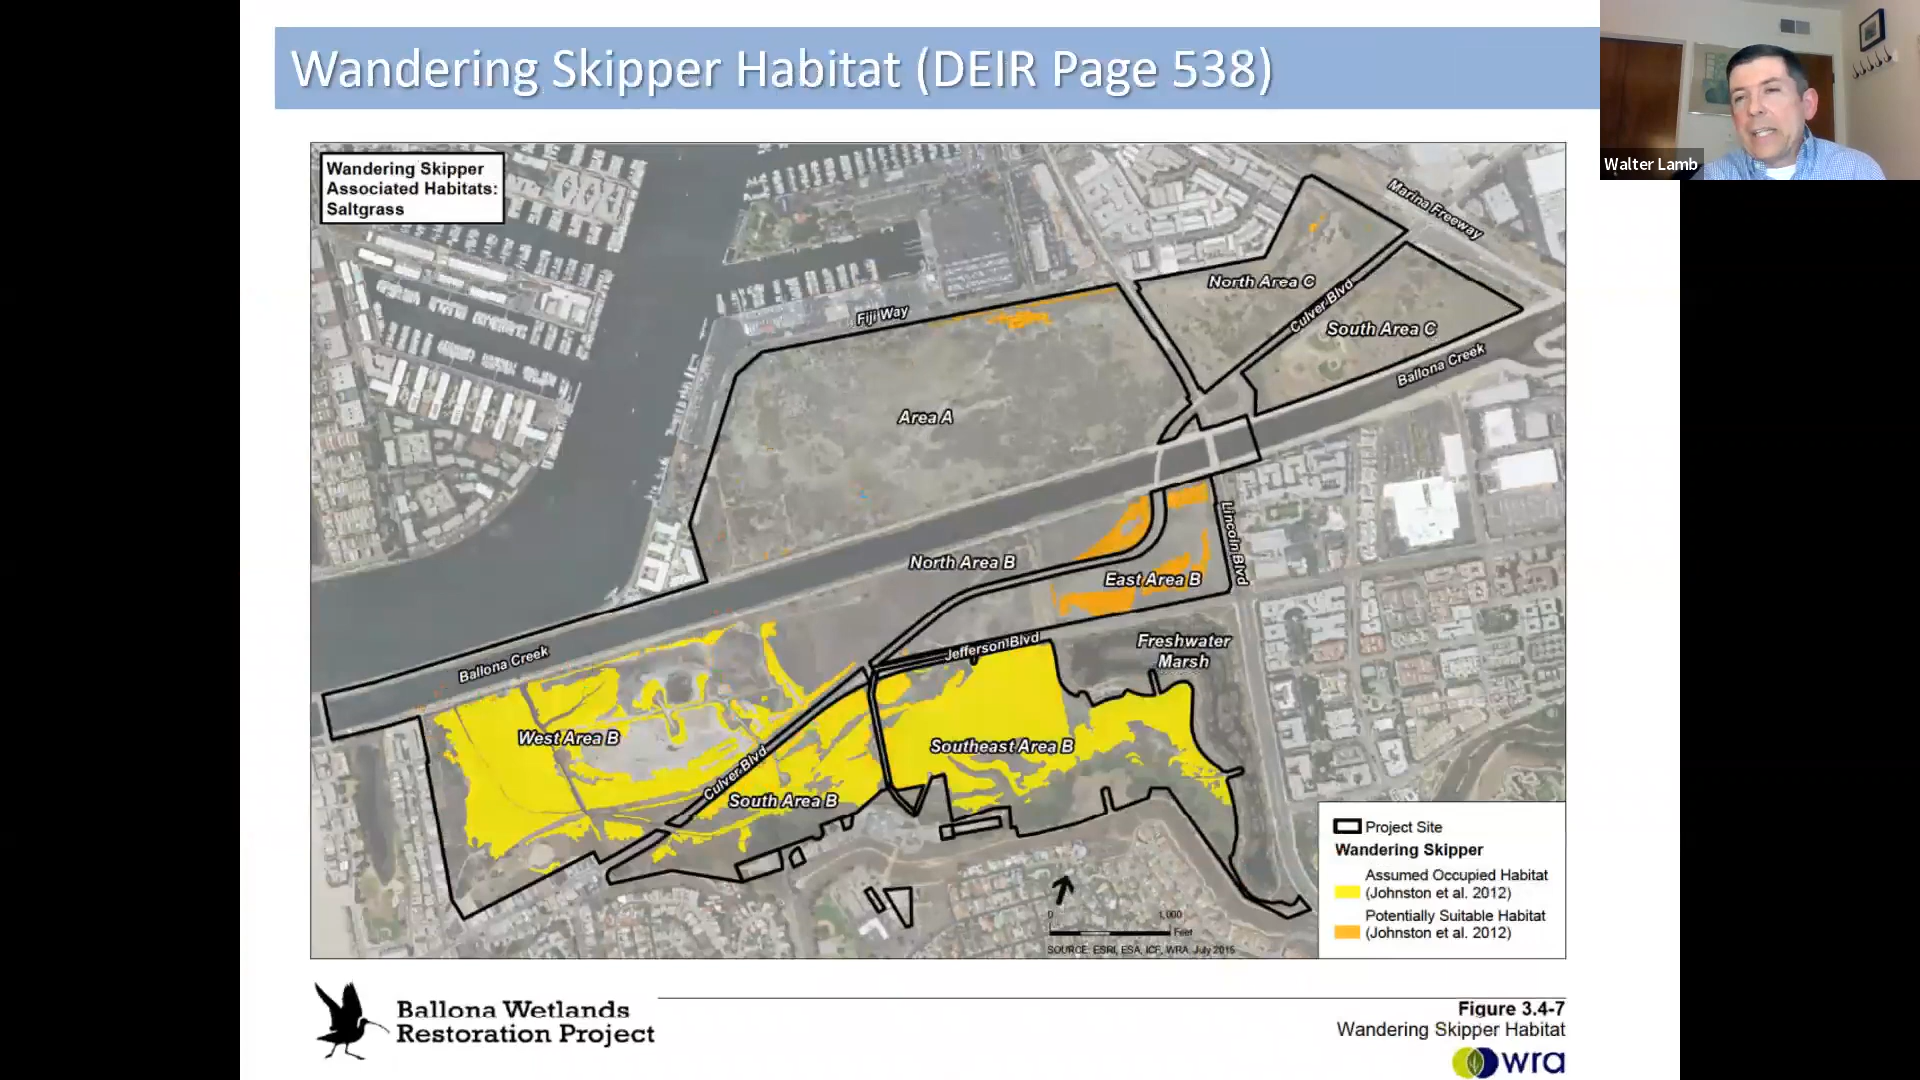 Wandering Skipper Habitat (DEIR Page 538)
Walter Lamb
Wandering Skipper
Associated Habitats:
Saltgrass
Marina Freeway
North Area C
Culver Blvd
South Area C
Fiji Way
Ballona Creek
Area A
Lincoln Blvd
North Area B
East Area B
Jefferson Blvd
Freshwater
Marsh
Ballona Creek
West Area B
Southeast Area B
Culver Blvd
South Area B
Project Site
Wandering Skipper
Assumed Occupied Habitat
(Johnston et al. 2012)
Potentially Suitable Habitat
(Johnston et al. 2012)
0 1,000
Feet
SOURCE: ESRI, ESA, ICF, WRA, July 2015
Ballona Wetlands
Restoration Project
Figure 3.4-7
Wandering Skipper Habitat
wra